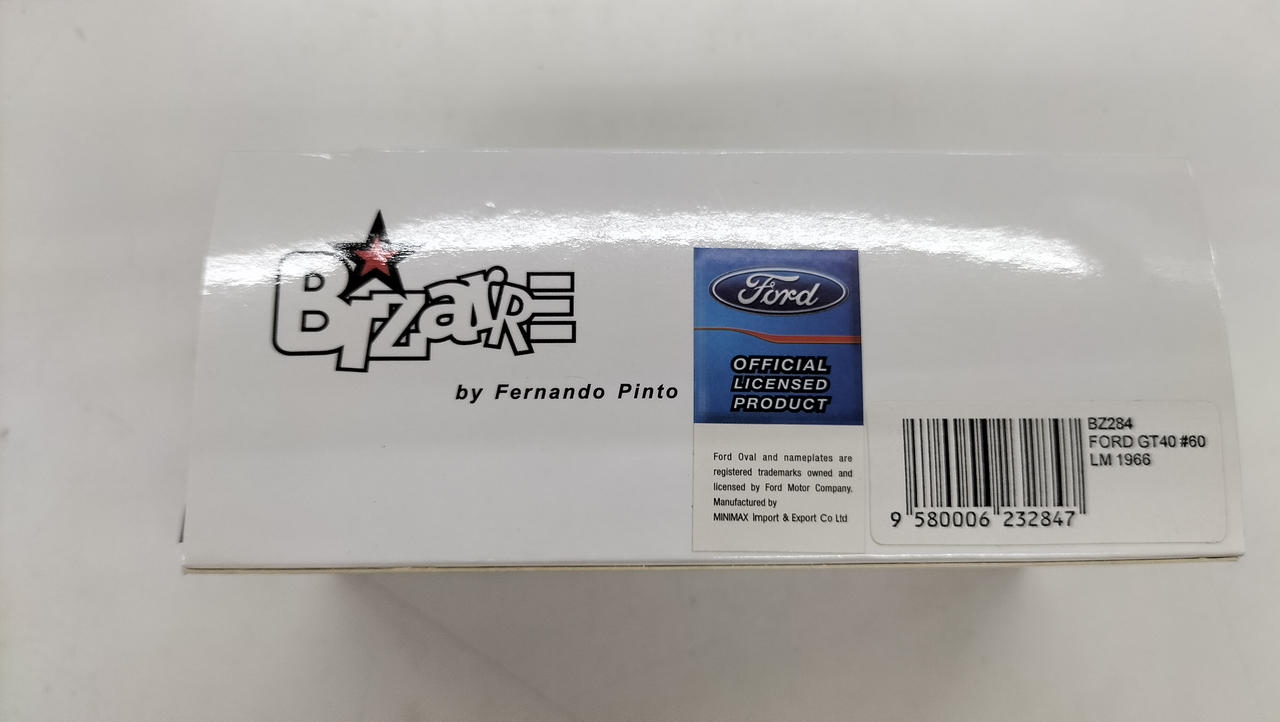 BizarrE
by Fernando Pinto
Ford
OFFICIAL
LICENSED
PRODUCT
Ford Oval and nameplates are
registered trademarks owned and
licensed by Ford Motor Company.
Manufactured by
MINIMAX Import & Export Co Ltd
BZ284
FORD GT40 #60
LM 1966
9 580006 232847